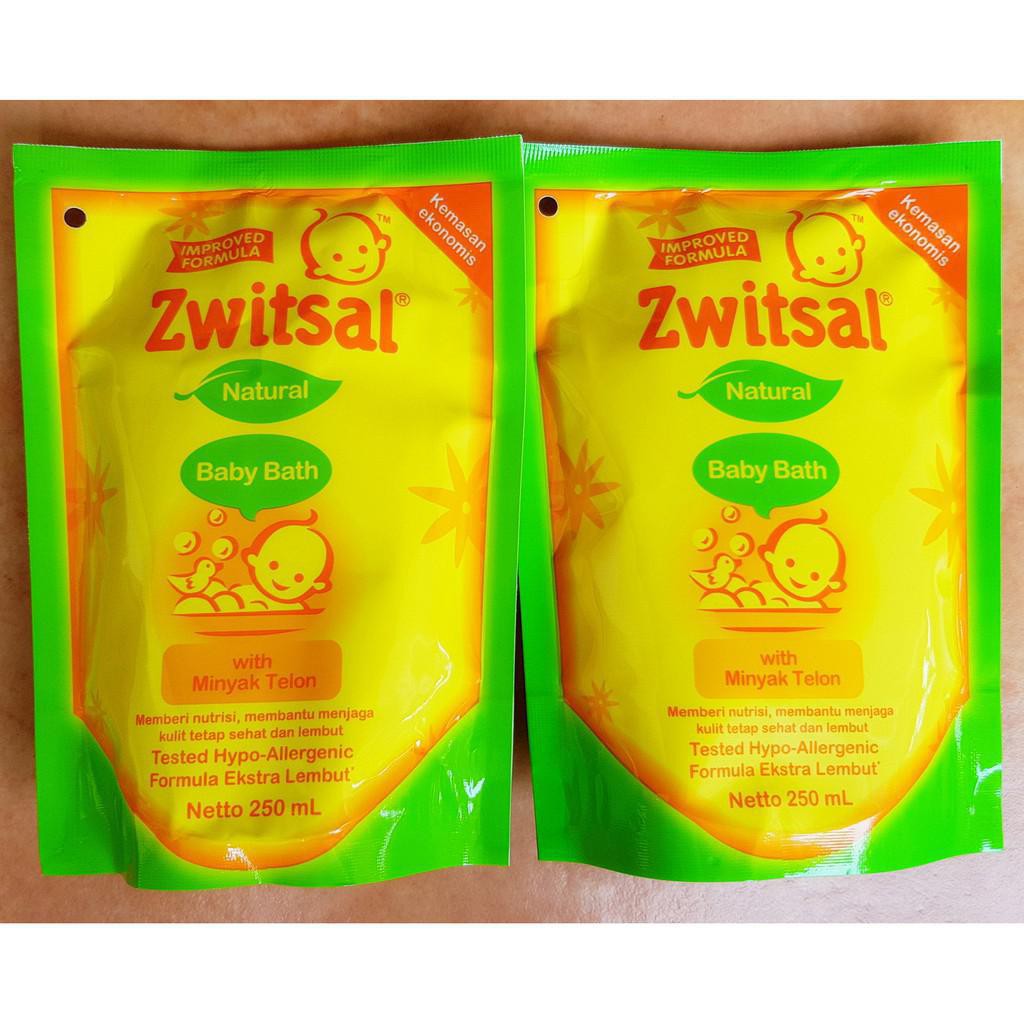 IMPROVED
FORMULA
TM
Kemasan
ekonomis
Zwitsal®
Natural
Baby Bath
with
Minyak Telon
Memberi nutrisi, membantu menjaga
kulit tetap sehat dan lembut
Tested Hypo-Allergenic
Formula Ekstra Lembut*
Netto 250 mL
IMPROVED
FORMULA
TM
Kemasan
ekonomis
Zwitsal®
Natural
Baby Bath
with
Minyak Telon
Memberi nutrisi, membantu menjaga
kulit tetap sehat dan lembut
Tested Hypo-Allergenic
Formula Ekstra Lembut*
Netto 250 mL